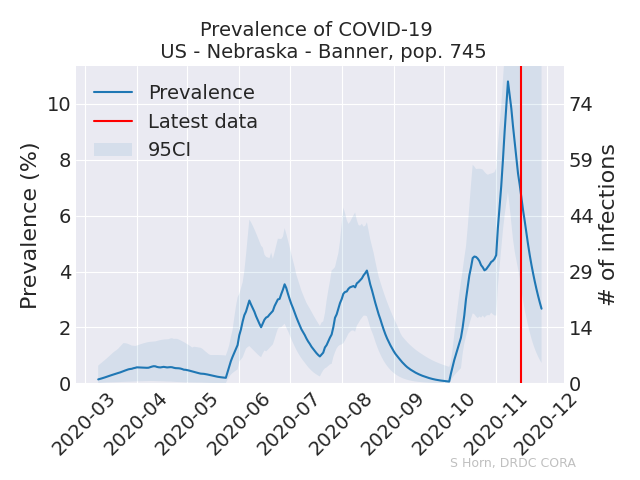 Prevalence of COVID-19
US - Nebraska - Banner, pop. 745
Prevalence
Latest data
95CI
Prevalence (%)
10
8
6
4
2
0
# of infections
74
59
44
29
14
0
2020-03
2020-04
2020-05
2020-06
2020-07
2020-08
2020-09
2020-10
2020-11
2020-12
S Horn, DRDC CORA